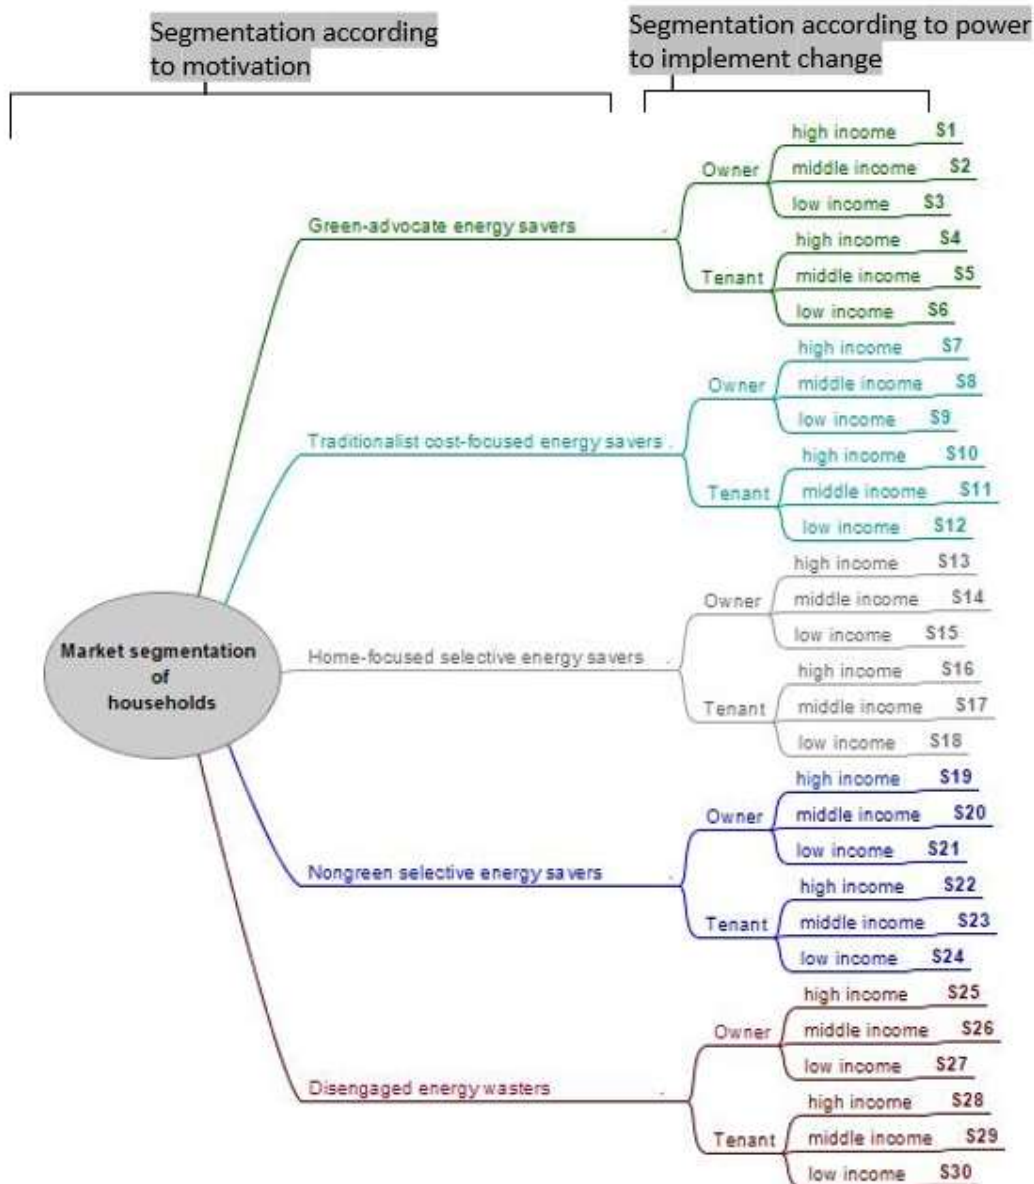 Segmentation according
to motivation
Segmentation according to power
to implement change
Market segmentation
of
households
Green-advocate energy savers
Owner
high income S1
middle income S2
low income S3
Tenant
high income S4
middle income S5
low income S6
Traditionalist cost-focused energy savers
Owner
high income S7
middle income S8
low income S9
Tenant
high income S10
middle income S11
low income S12
Home-focused selective energy savers
Owner
high income S13
middle income S14
low income S15
Tenant
high income S16
middle income S17
low income S18
Nongreen selective energy savers
Owner
high income S19
middle income S20
low income S21
Tenant
high income S22
middle income S23
low income S24
Disengaged energy wasters
Owner
high income S25
middle income S26
low income S27
Tenant
high income S28
middle income S29
low income S30